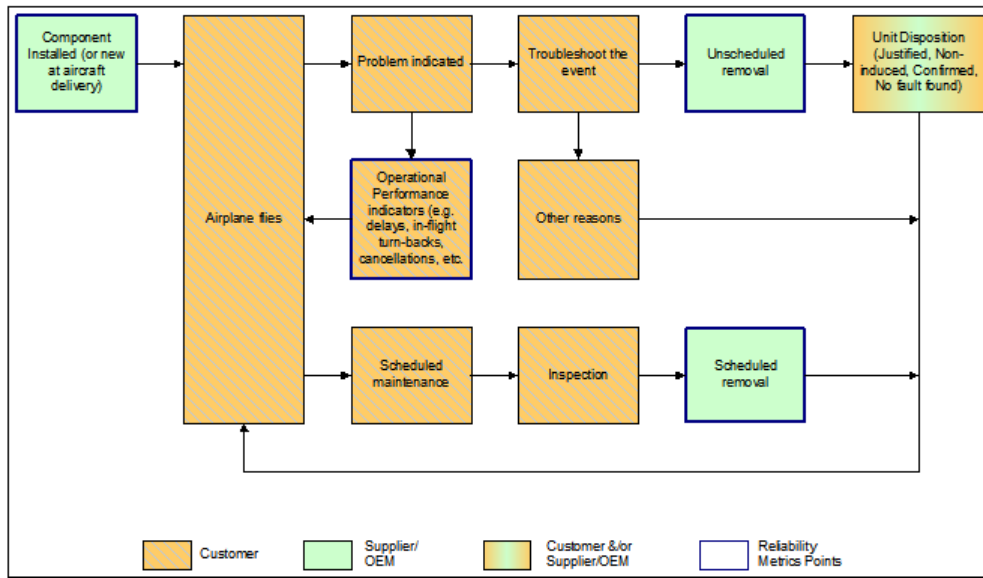 Component
Installed (or new
at aircraft
delivery)
Airplane flies
Problem indicated
Troubleshoot the
event
Unscheduled
removal
Unit Disposition
(Justified, Non-
induced, Confirmed,
No fault found)
Operational
Performance
indicators (e.g.
delays, in-flight
turn-backs,
cancellations, etc.
Other reasons
Scheduled
maintenance
Inspection
Scheduled
removal
Customer
Supplier/
OEM
Customer &/or
Supplier/OEM
Reliability
Metrics Points